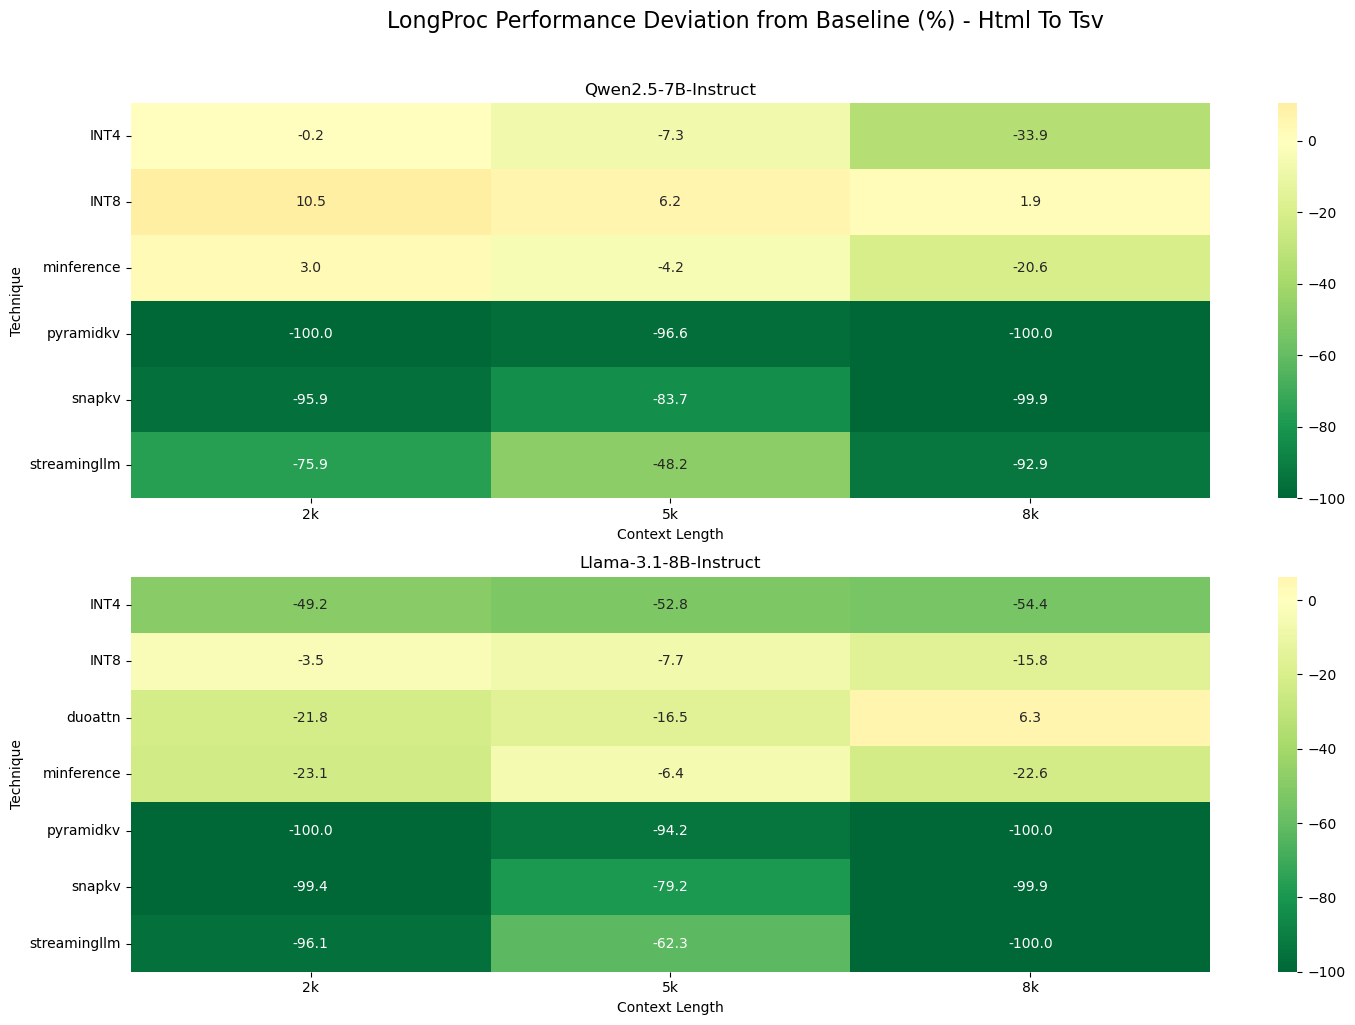 LongProc Performance Deviation from Baseline (%) - Html To Tsv
Qwen2.5-7B-Instruct
Technique
INT4 -0.2 -7.3 -33.9
INT8 10.5 6.2 1.9
minference 3.0 -4.2 -20.6
pyramidkv -100.0 -96.6 -100.0
snapkv -95.9 -83.7 -99.9
streamingllm -75.9 -48.2 -92.9
2k 5k 8k
Context Length
0
−20
−40
−60
−80
−100
Llama-3.1-8B-Instruct
Technique
INT4 -49.2 -52.8 -54.4
INT8 -3.5 -7.7 -15.8
duoattn -21.8 -16.5 6.3
minference -23.1 -6.4 -22.6
pyramidkv -100.0 -94.2 -100.0
snapkv -99.4 -79.2 -99.9
streamingllm -96.1 -62.3 -100.0
2k 5k 8k
Context Length
0
−20
−40
−60
−80
−100